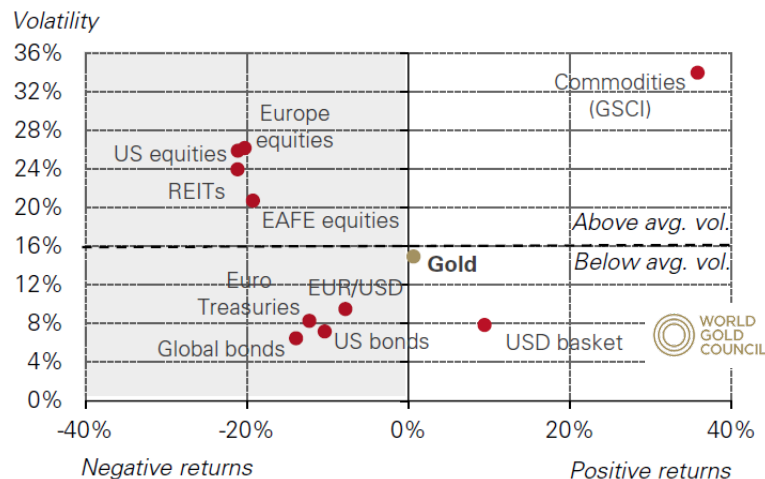 Volatility
36%
32%
28%
24%
20%
16%
12%
8%
4%
0%
Commodities
(GSCI)
Europe
equities
US equities
REITs
EAFE equities
Above avg. vol.
Below avg. vol.
Gold
Euro
Treasuries
EUR/USD
Global bonds
US bonds
USD basket
WORLD
GOLD
COUNCIL
-40%
-20%
0%
20%
40%
Negative returns
Positive returns